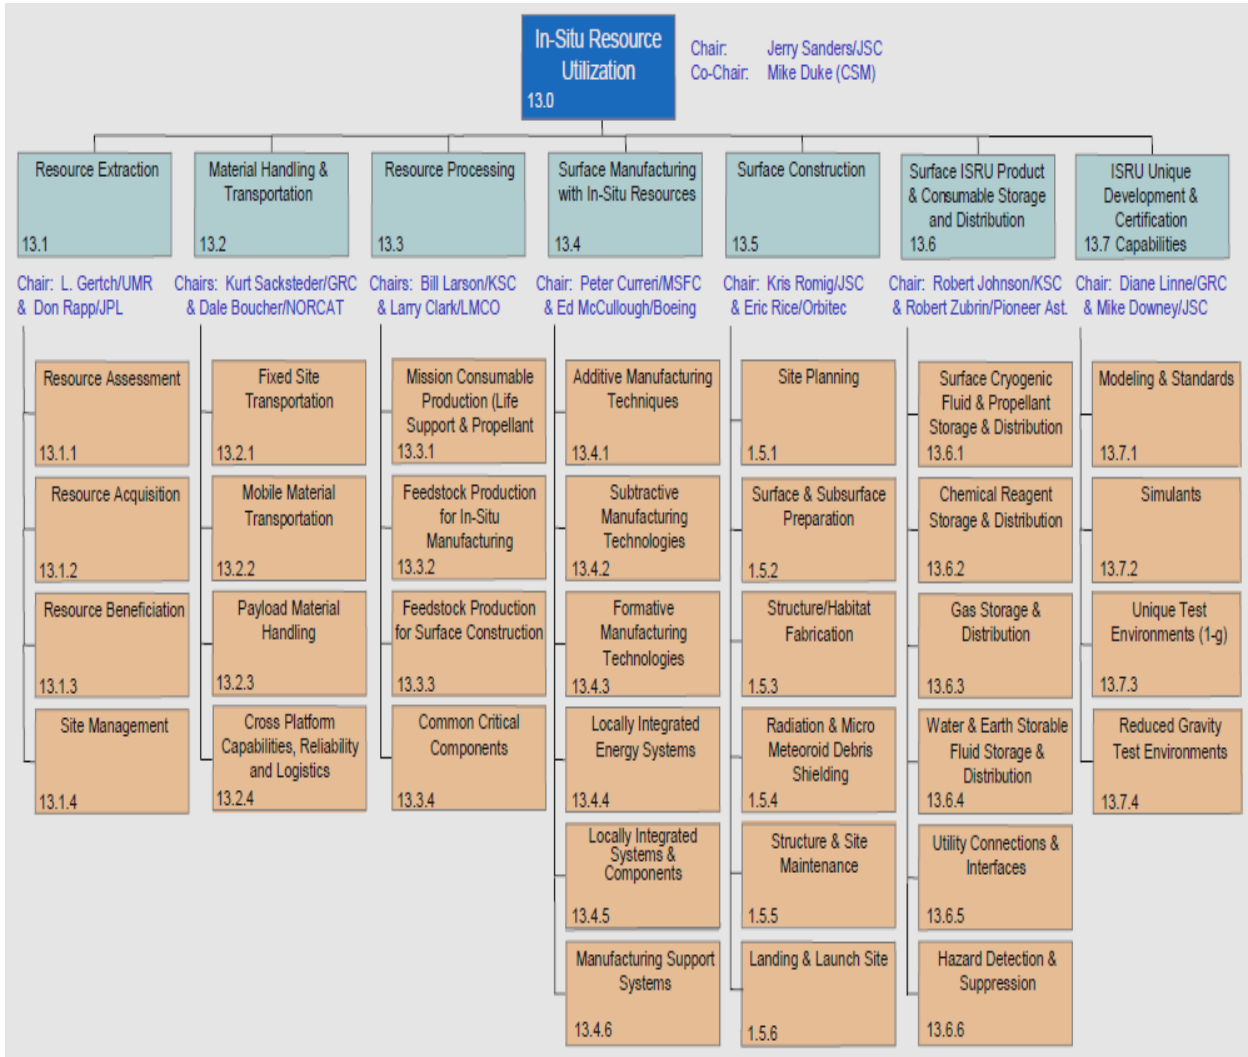 In-Situ Resource
Utilization
13.0
Chair: Jerry Sanders/JSC
Co-Chair: Mike Duke (CSM)
Resource Extraction
13.1
Chair: L. Gertch/UMR
& Don Rapp/JPL
Resource Assessment
13.1.1
Resource Acquisition
13.1.2
Resource Beneficiation
13.1.3
Site Management
13.1.4
Material Handling &
Transportation
13.2
Chairs: Kurt Sacksteder/GRC
& Dale Boucher/NORCAT
Fixed Site
Transportation
13.2.1
Mobile Material
Transportation
13.2.2
Payload Material
Handling
13.2.3
Cross Platform
Capabilities, Reliability
and Logistics
13.2.4
Resource Processing
13.3
Chairs: Bill Larson/KSC
& Larry Clark/LMCO
Mission Consumable
Production (Life
Support & Propellant
13.3.1
Feedstock Production
for In-Situ
Manufacturing
13.3.2
Feedstock Production
for Surface Construction
13.3.3
Common Critical
Components
13.3.4
Surface Manufacturing
with In-Situ Resources
13.4
Chair: Peter Curreri/MSFC
& Ed McCullough/Boeing
Additive Manufacturing
Techniques
13.4.1
Subtractive
Manufacturing
Technologies
13.4.2
Formative
Manufacturing
Technologies
13.4.3
Locally Integrated
Energy Systems
13.4.4
Locally Integrated
Systems &
Components
13.4.5
Manufacturing Support
Systems
13.4.6
Surface Construction
13.5
Chair: Kris Romig/JSC
& Eric Rice/Orbitec
Site Planning
1.5.1
Surface & Subsurface
Preparation
1.5.2
Structure/Habitat
Fabrication
1.5.3
Radiation & Micro
Meteoroid Debris
Shielding
1.5.4
Structure & Site
Maintenance
1.5.5
Landing & Launch Site
1.5.6
Surface ISRU Product
& Consumable Storage
and Distribution
13.6
Chair: Robert Johnson/KSC
& Robert Zubrin/Pioneer Ast.
Surface Cryogenic
Fluid & Propellant
Storage & Distribution
13.6.1
Chemical Reagent
Storage & Distribution
13.6.2
Gas Storage &
Distribution
13.6.3
Water & Earth Storable
Fluid Storage &
Distribution
13.6.4
Utility Connections &
Interfaces
13.6.5
Hazard Detection &
Suppression
13.6.6
ISRU Unique
Development &
Certification
13.7 Capabilities
Chair: Diane Linne/GRC
& Mike Downey/JSC
Modeling & Standards
13.7.1
Simulants
13.7.2
Unique Test
Environments (1-g)
13.7.3
Reduced Gravity
Test Environments
13.7.4